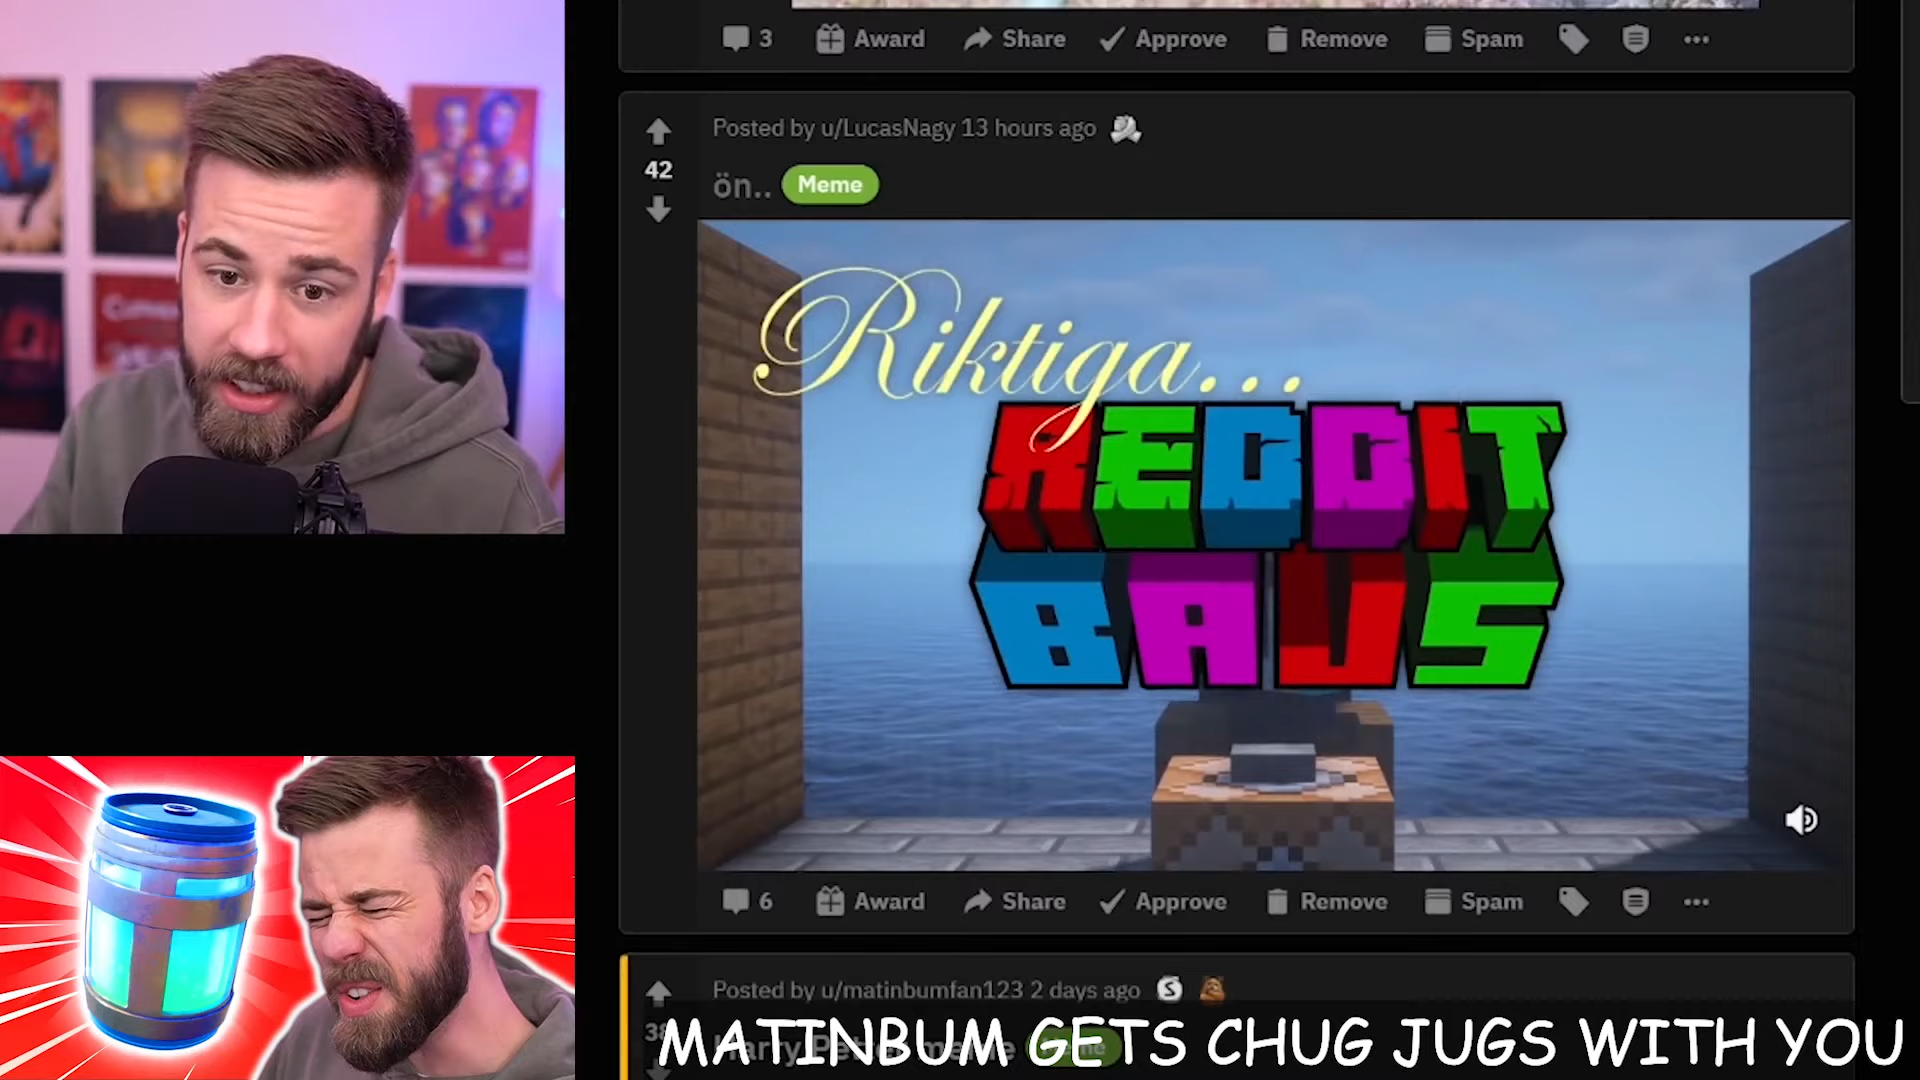 3 Award Share Approve Remove Spam
Posted by u/LucasNagy 13 hours ago
42
ön.. Meme
Riktiga...
REDDIT
BAJS
6 Award Share Approve Remove Spam
Posted by u/matinbumfan123 2 days ago
MATINBUM GETS CHUG JUGS WITH YOU